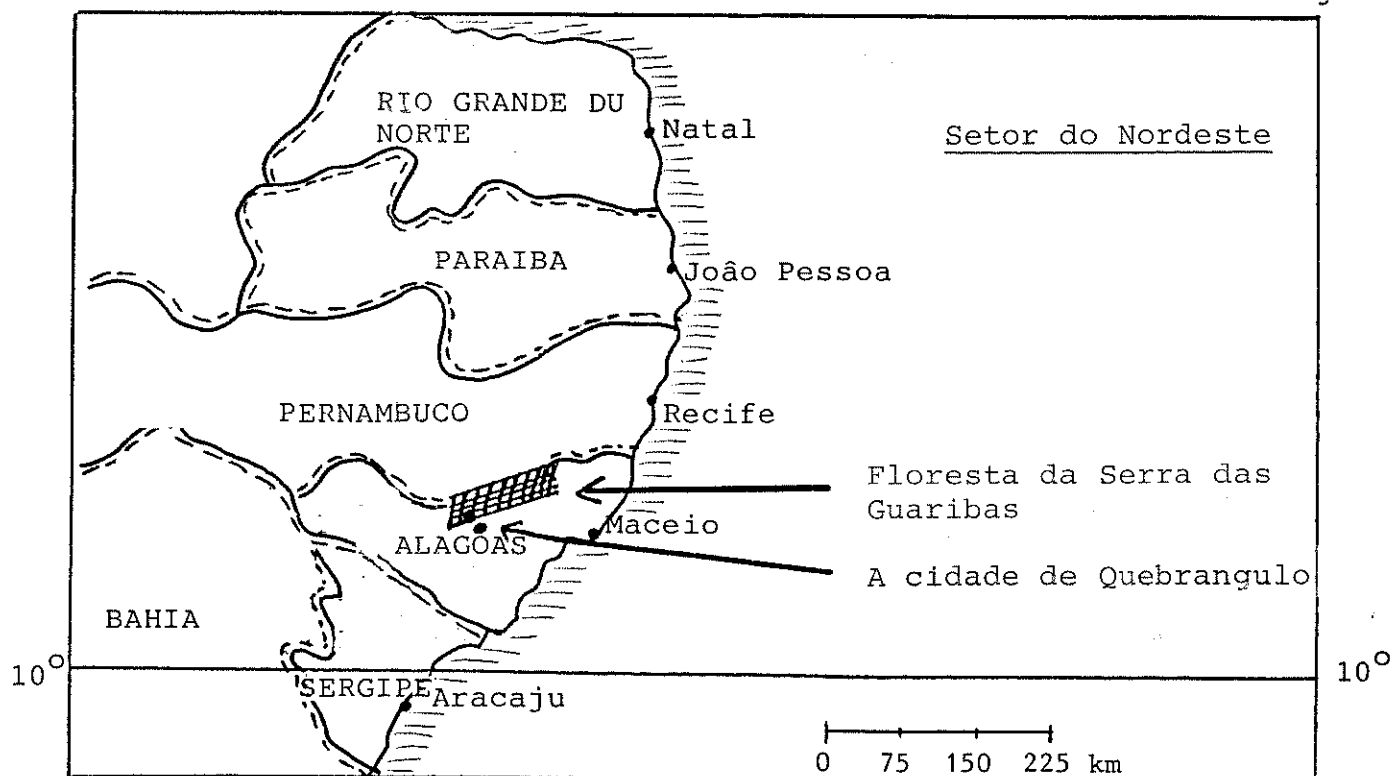 RIO GRANDE DU
NORTE
Natal
Setor do Nordeste
PARAIBA
Joâo Pessoa
PERNAMBUCO
Recife
Floresta da Serra das
Guaribas
Maceio
ALAGOAS
A cidade de Quebrangulo
BAHIA
10°
10°
SERGIPE
Aracaju
0 75 150 225 km